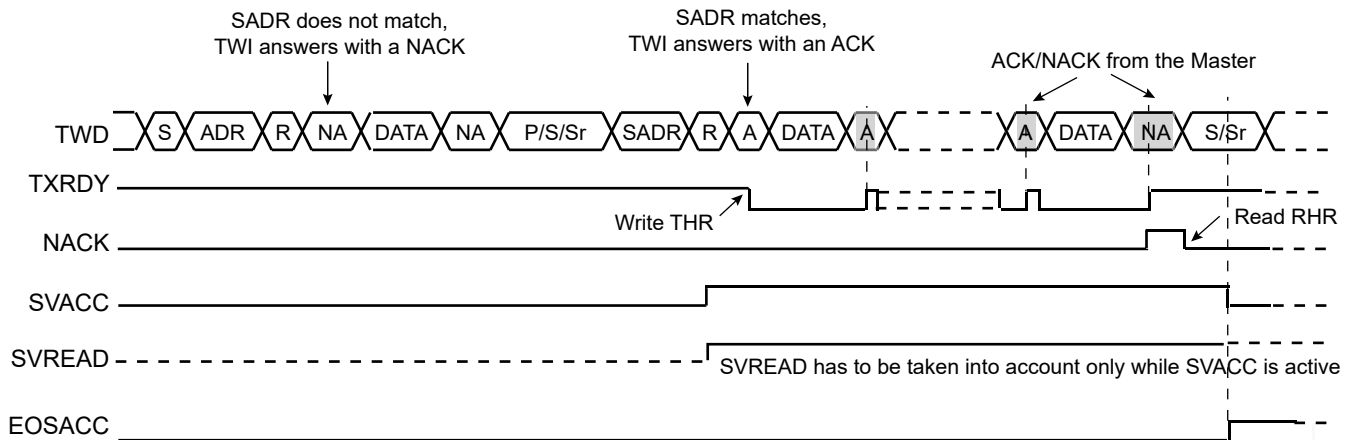 SADR does not match,
TWI answers with a NACK
SADR matches,
TWI answers with an ACK
ACK/NACK from the Master
TWD S ADR R NA DATA NA P/S/Sr SADR R A DATA A A DATA NA S/Sr
TXRDY
Write THR
Read RHR
NACK
SVACC
SVREAD
SVREAD has to be taken into account only while SVACC is active
EOSACC